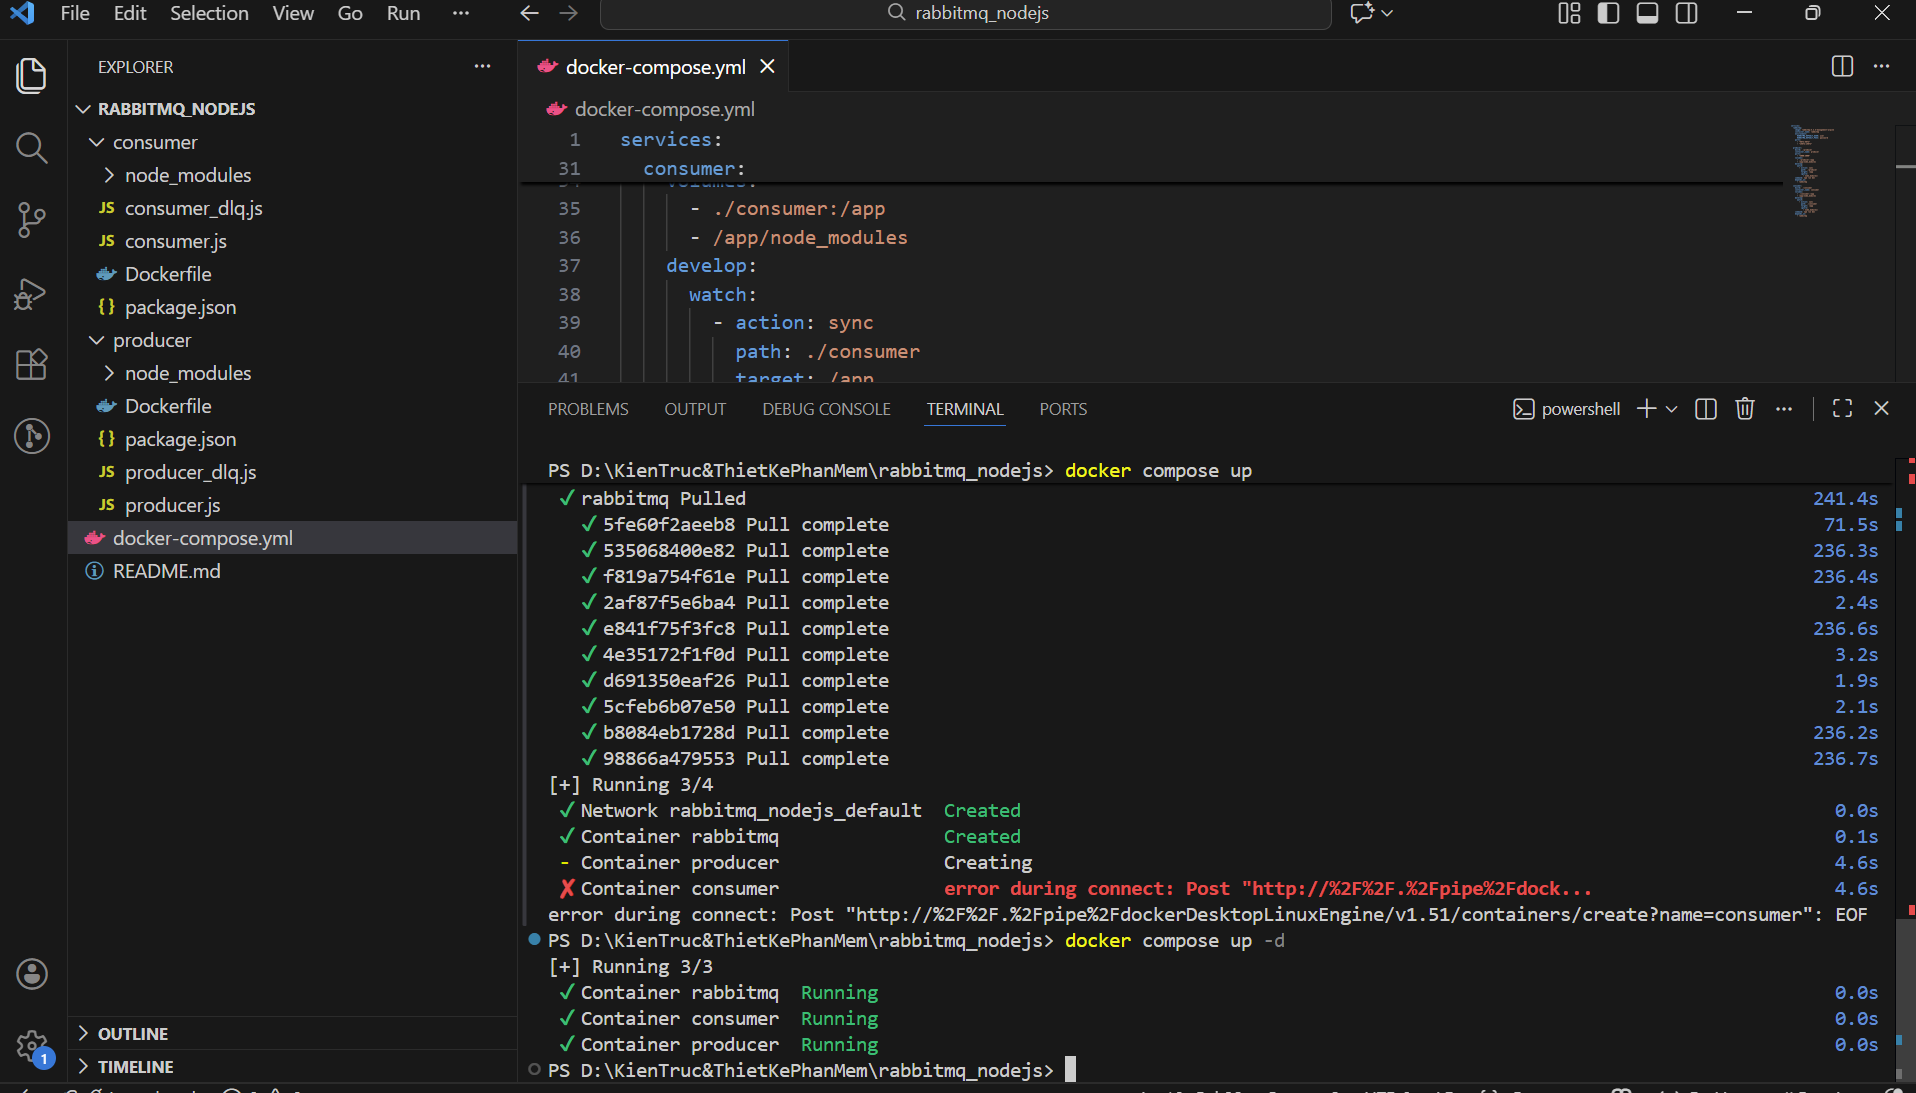 File Edit Selection View Go Run ···
rabbitmq_nodejs
EXPLORER
RABBITMQ_NODEJS
consumer
node_modules
JS consumer_dlq.js
JS consumer.js
Dockerfile
{} package.json
producer
node_modules
Dockerfile
{} package.json
JS producer_dlq.js
JS producer.js
docker-compose.yml
README.md
OUTLINE
TIMELINE
1
docker-compose.yml
docker-compose.yml
1 services:
31 consumer:
volumes:
35 - ./consumer:/app
36 - /app/node_modules
37 develop:
38 watch:
39 - action: sync
40 path: ./consumer
41 target: /app
PROBLEMS OUTPUT DEBUG CONSOLE TERMINAL PORTS
powershell
PS D:\KienTruc&ThietKePhanMem\rabbitmq_nodejs> docker compose up
✓ rabbitmq Pulled 241.4s
✓ 5fe60f2aeeb8 Pull complete 71.5s
✓ 535068400e82 Pull complete 236.3s
✓ f819a754f61e Pull complete 236.4s
✓ 2af87f5e6ba4 Pull complete 2.4s
✓ e841f75f3fc8 Pull complete 236.6s
✓ 4e35172f1f0d Pull complete 3.2s
✓ d691350eaf26 Pull complete 1.9s
✓ 5cfeb6b07e50 Pull complete 2.1s
✓ b8084eb1728d Pull complete 236.2s
✓ 98866a479553 Pull complete 236.7s
[+] Running 3/4
✓ Network rabbitmq_nodejs_default Created 0.0s
✓ Container rabbitmq Created 0.1s
- Container producer Creating 4.6s
✗ Container consumer error during connect: Post "http://%2F%2F.%2Fpipe%2Fdock... 4.6s
error during connect: Post "http://%2F%2F.%2Fpipe%2FdockerDesktopLinuxEngine/v1.51/containers/create?name=consumer": EOF
PS D:\KienTruc&ThietKePhanMem\rabbitmq_nodejs> docker compose up -d
[+] Running 3/3
✓ Container rabbitmq Running 0.0s
✓ Container consumer Running 0.0s
✓ Container producer Running 0.0s
PS D:\KienTruc&ThietKePhanMem\rabbitmq_nodejs>